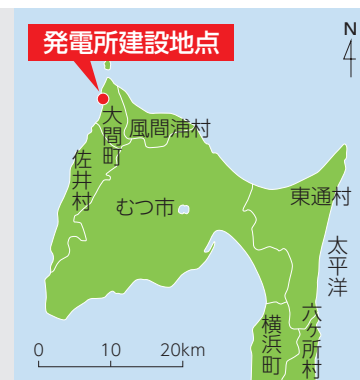 発電所建設地点
N
大間町
風間浦村
佐井村
むつ市
東通村
太平洋
横浜町
六ケ所村
0 10 20km